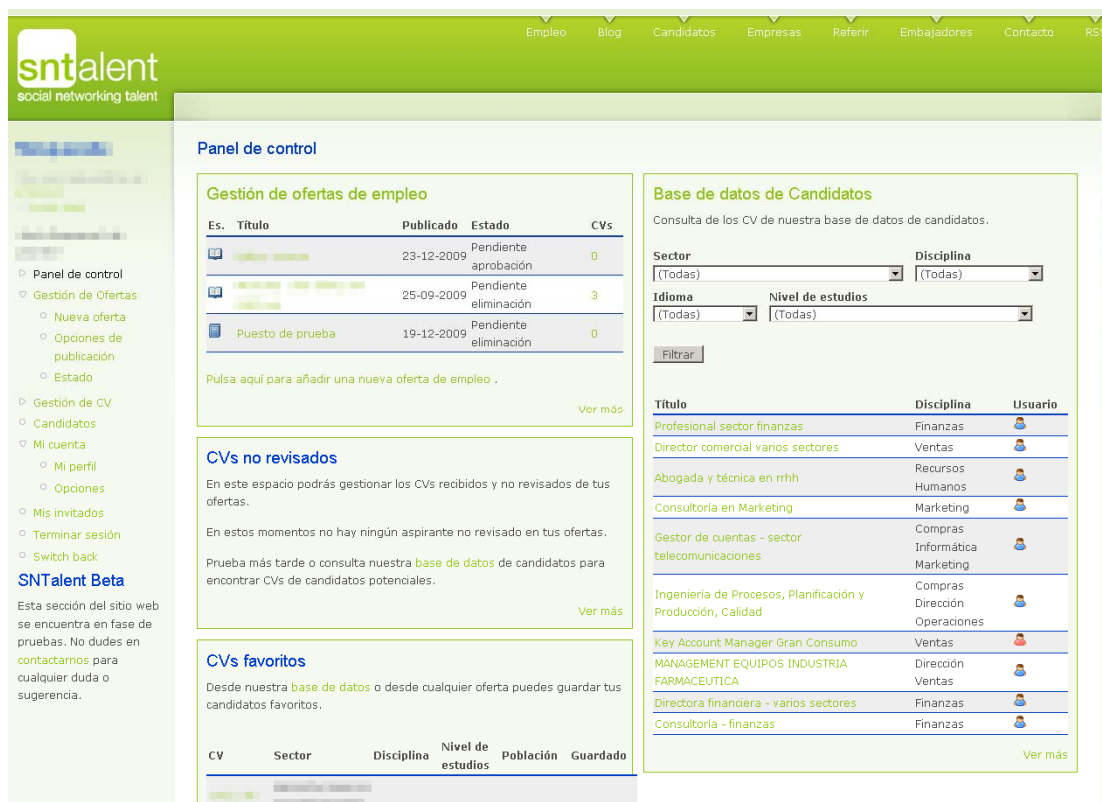 Empleo Blog Candidatos Empresas Referir Embajadores Contacto RSS
sntalent
social networking talent
Panel de control
Gestión de Ofertas
Nueva oferta
Opciones de
publicación
Estado
Gestión de CV
Candidatos
Mi cuenta
Mi perfil
Opciones
Mis invitados
Terminar sesión
Switch back
SNTalent Beta
Esta sección del sitio web
se encuentra en fase de
pruebas. No dudes en
contactarnos para
cualquier duda o
sugerencia.
Panel de control
Gestión de ofertas de empleo
Es. Título Publicado Estado CVs
23-12-2009 Pendiente
aprobación 0
25-09-2009 Pendiente
eliminación 3
Puesto de prueba 19-12-2009 Pendiente
eliminación 0
Pulsa aquí para añadir una nueva oferta de empleo .
Ver más
CVs no revisados
En este espacio podrás gestionar los CVs recibidos y no revisados de tus
ofertas.
En estos momentos no hay ningún aspirante no revisado en tus ofertas.
Prueba más tarde o consulta nuestra base de datos de candidatos para
encontrar CVs de candidatos potenciales.
Ver más
CVs favoritos
Desde nuestra base de datos o desde cualquier oferta puedes guardar tus
candidatos favoritos.
CV Sector Disciplina Nivel de
estudios Población Guardado
Base de datos de Candidatos
Consulta de los CV de nuestra base de datos de candidatos.
Sector Disciplina
(Todas) (Todas)
Idioma Nivel de estudios
(Todas) (Todas)
Filtrar
Título Disciplina Usuario
Profesional sector finanzas Finanzas
Director comercial varios sectores Ventas
Abogada y técnica en rrhh Recursos
Humanos
Consultoría en Marketing Marketing
Gestor de cuentas - sector
telecomunicaciones
Compras
Informática
Marketing
Ingeniería de Procesos, Planificación y
Producción, Calidad
Compras
Dirección
Operaciones
Key Account Manager Gran Consumo Ventas
MANAGEMENT EQUIPOS INDUSTRIA
FARMACEUTICA
Dirección
Ventas
Directora financiera - varios sectores Finanzas
Consultoría - finanzas Finanzas
Ver más